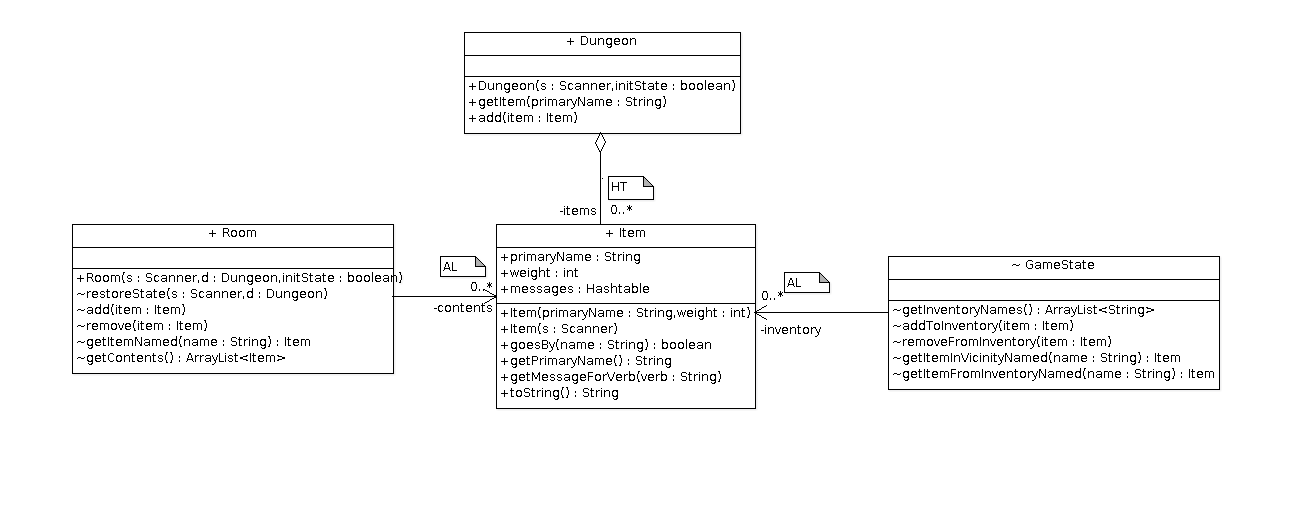 + Dungeon
+Dungeon(s : Scanner,initState : boolean)
+getItem(primaryName : String)
+add(item : Item)
HT
-items
0..*
+ Room
+Room(s : Scanner,d : Dungeon,initState : boolean)
~restoreState(s : Scanner,d : Dungeon)
~add(item : Item)
~remove(item : Item)
~getItemNamed(name : String) : Item
~getContents() : ArrayList<Item>
AL
0..*
-contents
+ Item
+primaryName : String
+weight : int
+messages : Hashtable
+Item(primaryName : String,weight : int)
+Item(s : Scanner)
+goesBy(name : String) : boolean
+getPrimaryName() : String
+getMessageForVerb(verb : String)
+toString() : String
AL
0..*
-inventory
~ GameState
~getInventoryNames() : ArrayList<String>
~addToInventory(item : Item)
~removeFromInventory(item : Item)
~getItemInVicinityNamed(name : String) : Item
~getItemFromInventoryNamed(name : String) : Item